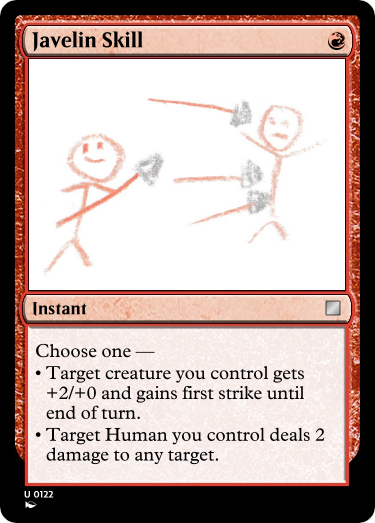 Javelin Skill
Instant
Choose one —
• Target creature you control gets
+2/+0 and gains first strike until
end of turn.
• Target Human you control deals 2
damage to any target.
U 0122